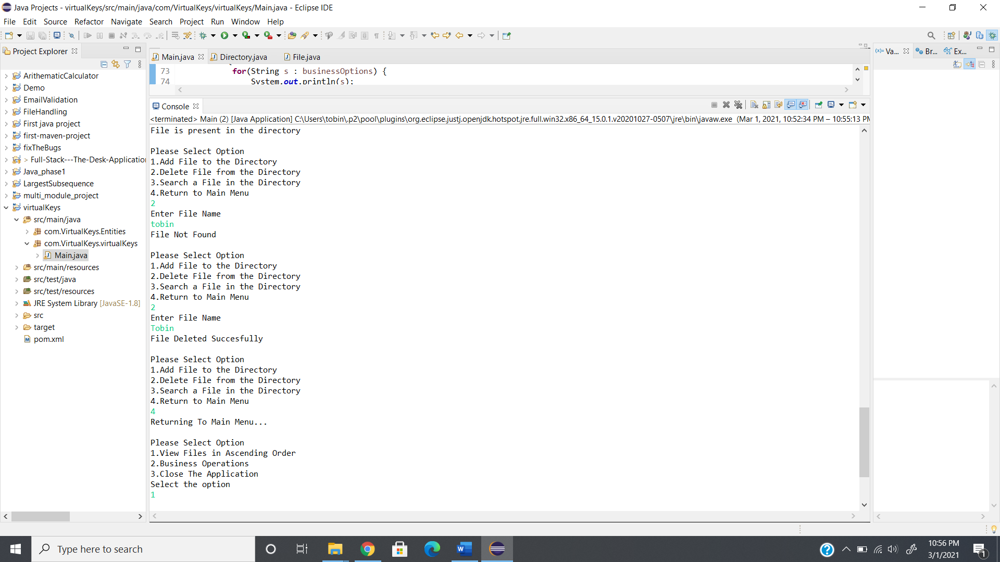 Java Projects - virtualKeys/src/main/java/com/VirtualKeys/virtualKeys/Main.java - Eclipse IDE
File Edit Source Refactor Navigate Search Project Run Window Help
Project Explorer
ArithematicCalculator
Demo
EmailValidation
FileHandling
First java project
first-maven-project
fixTheBugs
> Full-Stack---The-Desk-Application
Java_phase1
LargestSubsequence
multi_module_project
virtualKeys
src/main/java
com.VirtualKeys.Entities
com.VirtualKeys.virtualKeys
Main.java
src/main/resources
src/test/java
src/test/resources
JRE System Library [JavaSE-1.8]
src
target
pom.xml
Main.java Directory.java File.java
73 for(String s : businessOptions) {
74 System.out.println(s);
Console
<terminated> Main (2) [Java Application] C:\Users\tobin\.p2\pool\plugins\org.eclipse.justj.openjdk.hotspot.jre.full.win32.x86_64_15.0.1.v20201027-0507\jre\bin\javaw.exe (Mar 1, 2021, 10:52:34 PM – 10:55:13 PM
File is present in the directory
Please Select Option
1.Add File to the Directory
2.Delete File from the Directory
3.Search a File in the Directory
4.Return to Main Menu
2
Enter File Name
tobin
File Not Found
Please Select Option
1.Add File to the Directory
2.Delete File from the Directory
3.Search a File in the Directory
4.Return to Main Menu
2
Enter File Name
Tobin
File Deleted Succesfully
Please Select Option
1.Add File to the Directory
2.Delete File from the Directory
3.Search a File in the Directory
4.Return to Main Menu
4
Returning To Main Menu...
Please Select Option
1.View Files in Ascending Order
2.Business Operations
3.Close The Application
Select the option
1
(x)= Va... Br... Ex...
Type here to search
10:56 PM
3/1/2021
1